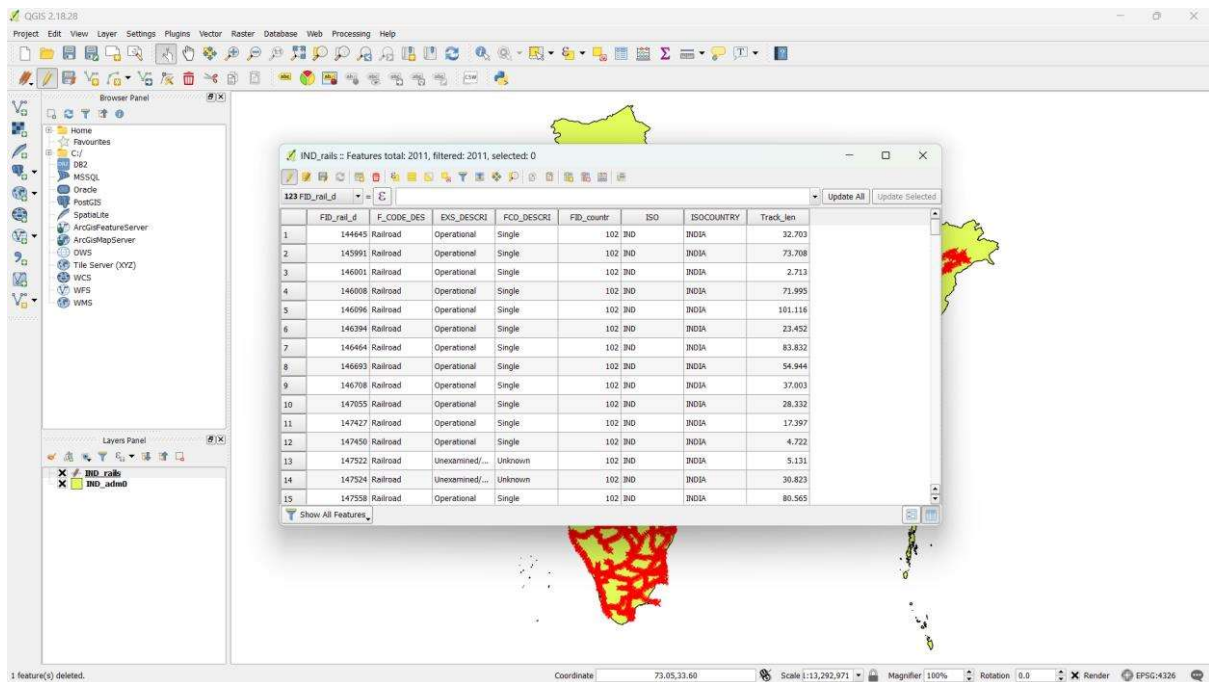 QGIS 2.18.28
Project Edit View Layer Settings Plugins Vector Raster Database Web Processing Help
Browser Panel
Home
Favourites
C:/
DB2
MSSQL
Oracle
PostGIS
SpatiaLite
ArcGisFeatureServer
ArcGisMapServer
OWS
Tile Server (XYZ)
WCS
WFS
WMS
Layers Panel
IND_rails
IND_adm0
IND_rails :: Features total: 2011, filtered: 2011, selected: 0
123 FID_rail_d = ε Update All Update Selected
FID_rail_d F_CODE_DES EXS_DESCRI FCO_DESCRI FID_countr ISO ISOCOUNTRY Track_len
1 144645 Railroad Operational Single 102 IND INDIA 32.703
2 145991 Railroad Operational Single 102 IND INDIA 73.708
3 146001 Railroad Operational Single 102 IND INDIA 2.713
4 146008 Railroad Operational Single 102 IND INDIA 71.995
5 146096 Railroad Operational Single 102 IND INDIA 101.116
6 146394 Railroad Operational Single 102 IND INDIA 23.452
7 146464 Railroad Operational Single 102 IND INDIA 83.832
8 146693 Railroad Operational Single 102 IND INDIA 54.944
9 146708 Railroad Operational Single 102 IND INDIA 37.003
10 147055 Railroad Operational Single 102 IND INDIA 28.332
11 147427 Railroad Operational Single 102 IND INDIA 17.397
12 147450 Railroad Operational Single 102 IND INDIA 4.722
13 147522 Railroad Unexamined/... Unknown 102 IND INDIA 5.131
14 147524 Railroad Unexamined/... Unknown 102 IND INDIA 30.823
15 147558 Railroad Operational Single 102 IND INDIA 80.565
Show All Features
1 feature(s) deleted. Coordinate 73.05,33.60 Scale 1:13,292,971 Magnifier 100% Rotation 0.0 Render EPSG:4326